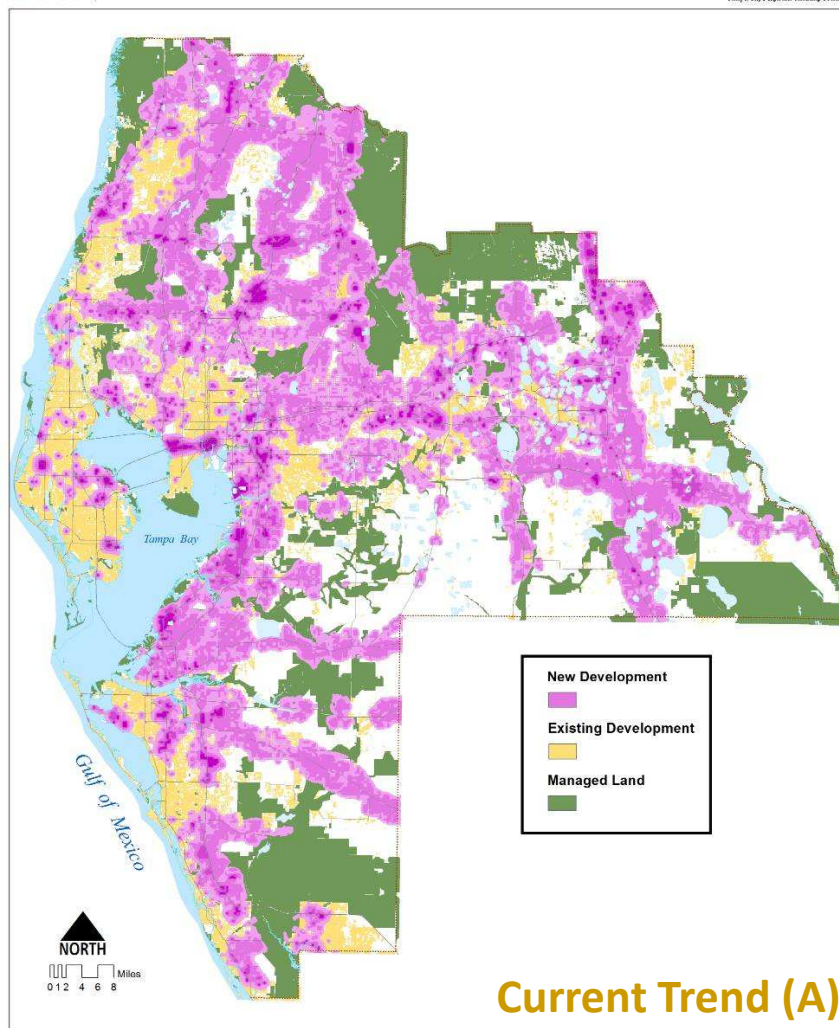 Tampa Bay
New Development
Existing Development
Managed Land
Gulf of Mexico
NORTH
Miles
0 1 2 4 6 8
Current Trend (A)